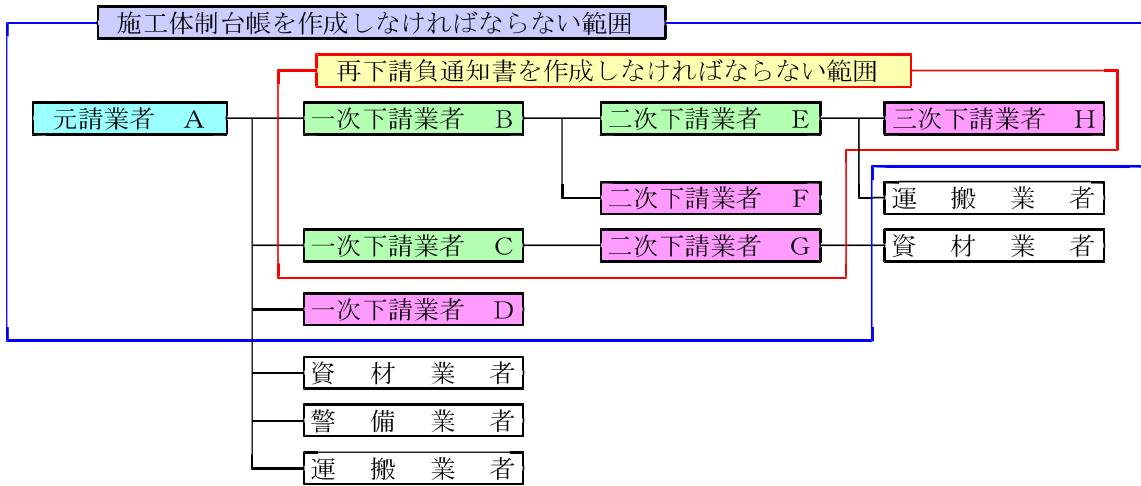 施工体制台帳を作成しなければならない範囲
再下請負通知書を作成しなければならない範囲
元請業者 A
一次下請業者 B
二次下請業者 E
三次下請業者 H
二次下請業者 F
運搬業者
一次下請業者 C
二次下請業者 G
資材業者
一次下請業者 D
資材業者
警備業者
運搬業者